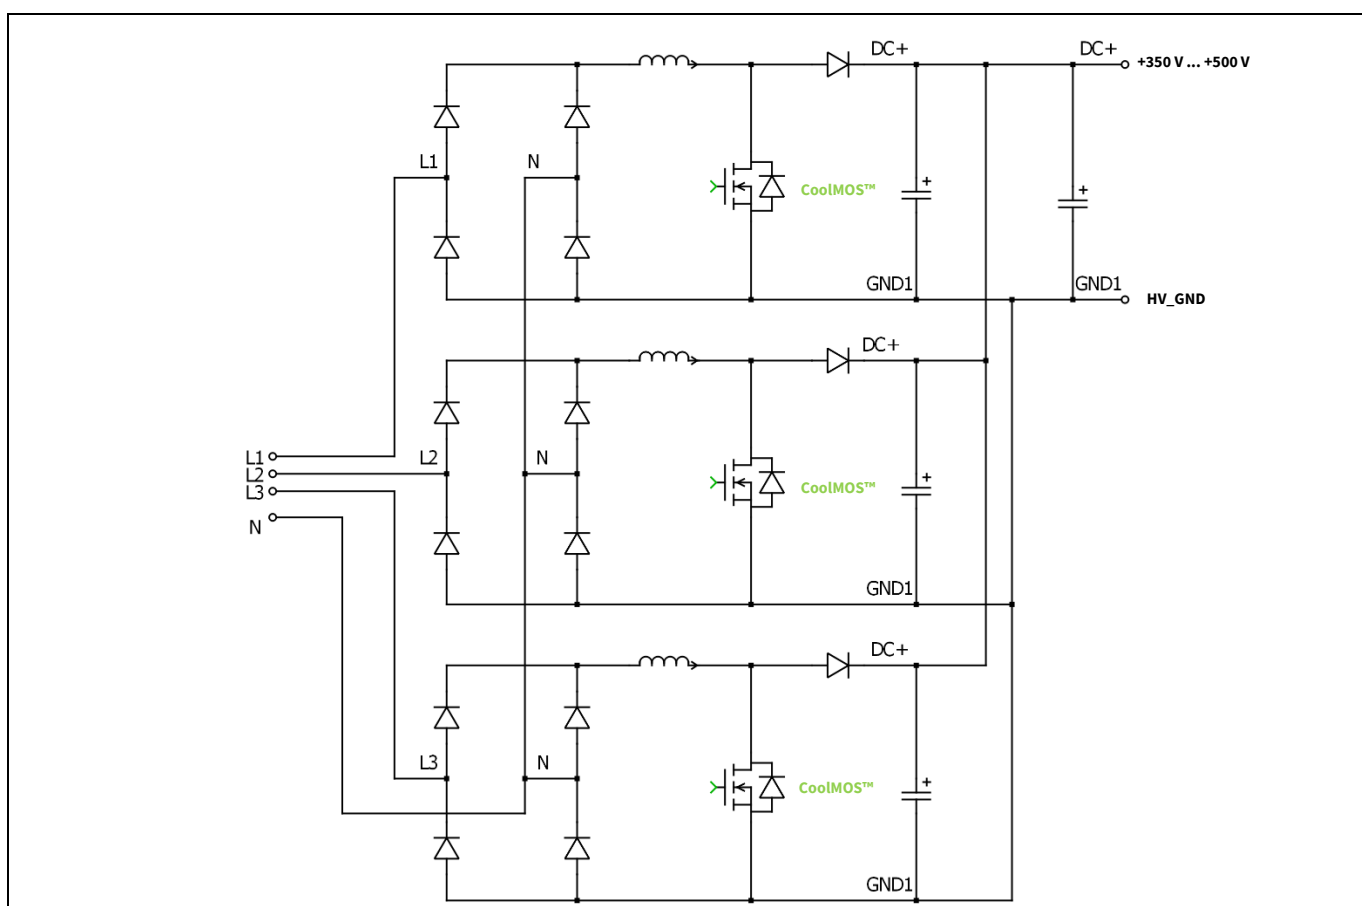 DC+ DC+ +350 V ... +500 V
L1 N
CoolMOS™ + +
GND1 GND1 HV_GND
DC+
L1 L2 N
L2
L3 CoolMOS™ +
N
GND1
DC+
L3 N
CoolMOS™ +
GND1